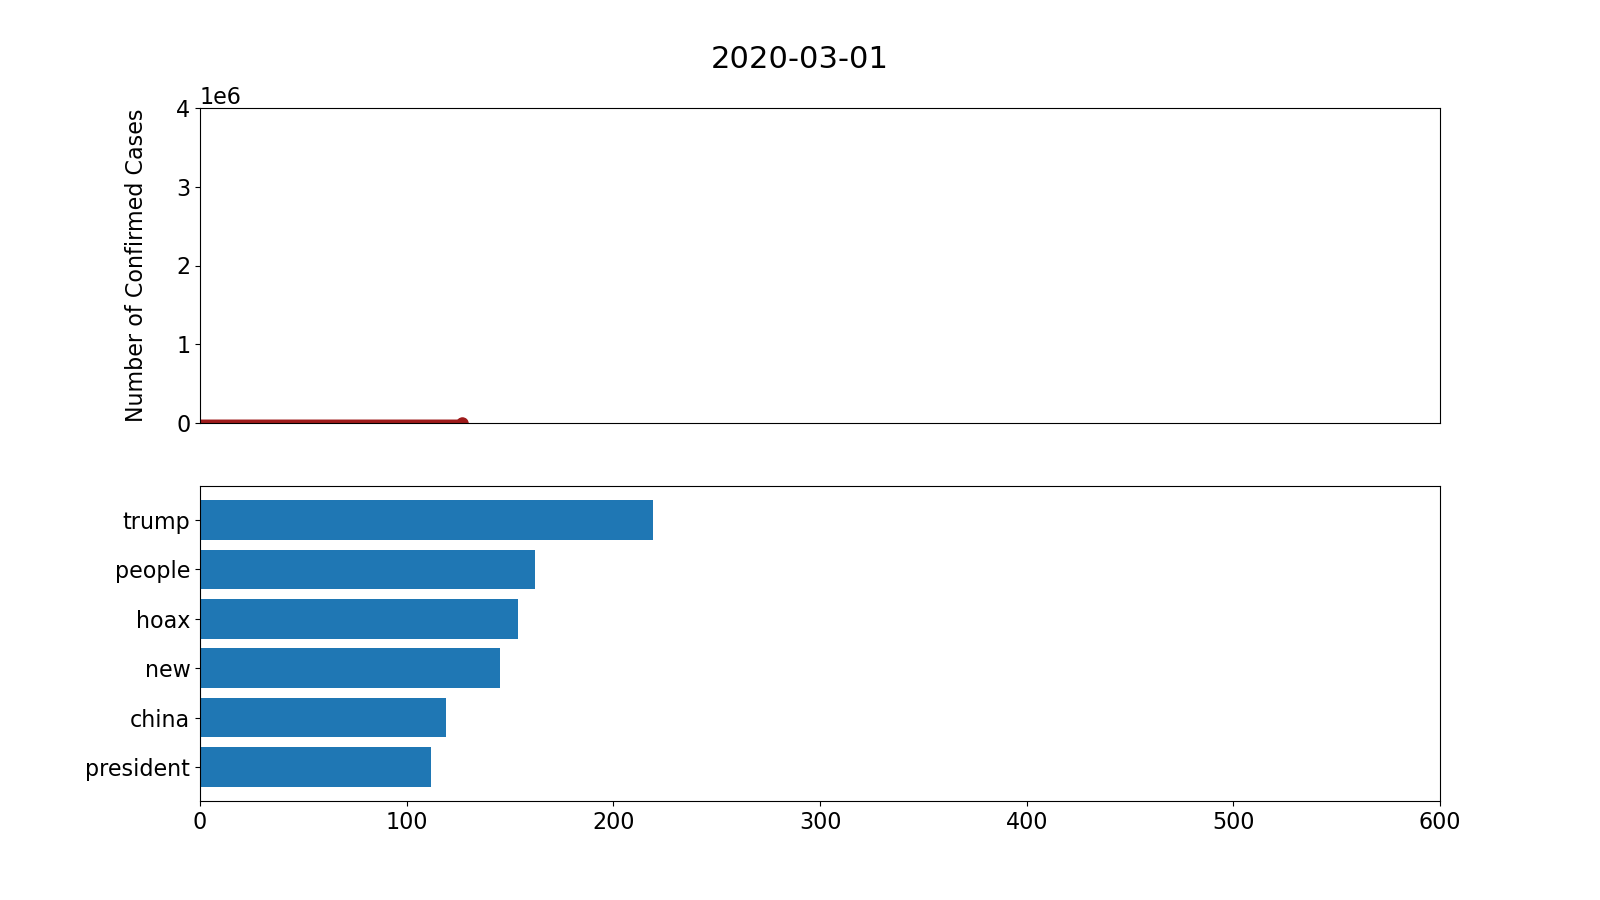 2020-03-01
1e6
Number of Confirmed Cases
4
3
2
1
0
trump
people
hoax
new
china
president
0 100 200 300 400 500 600